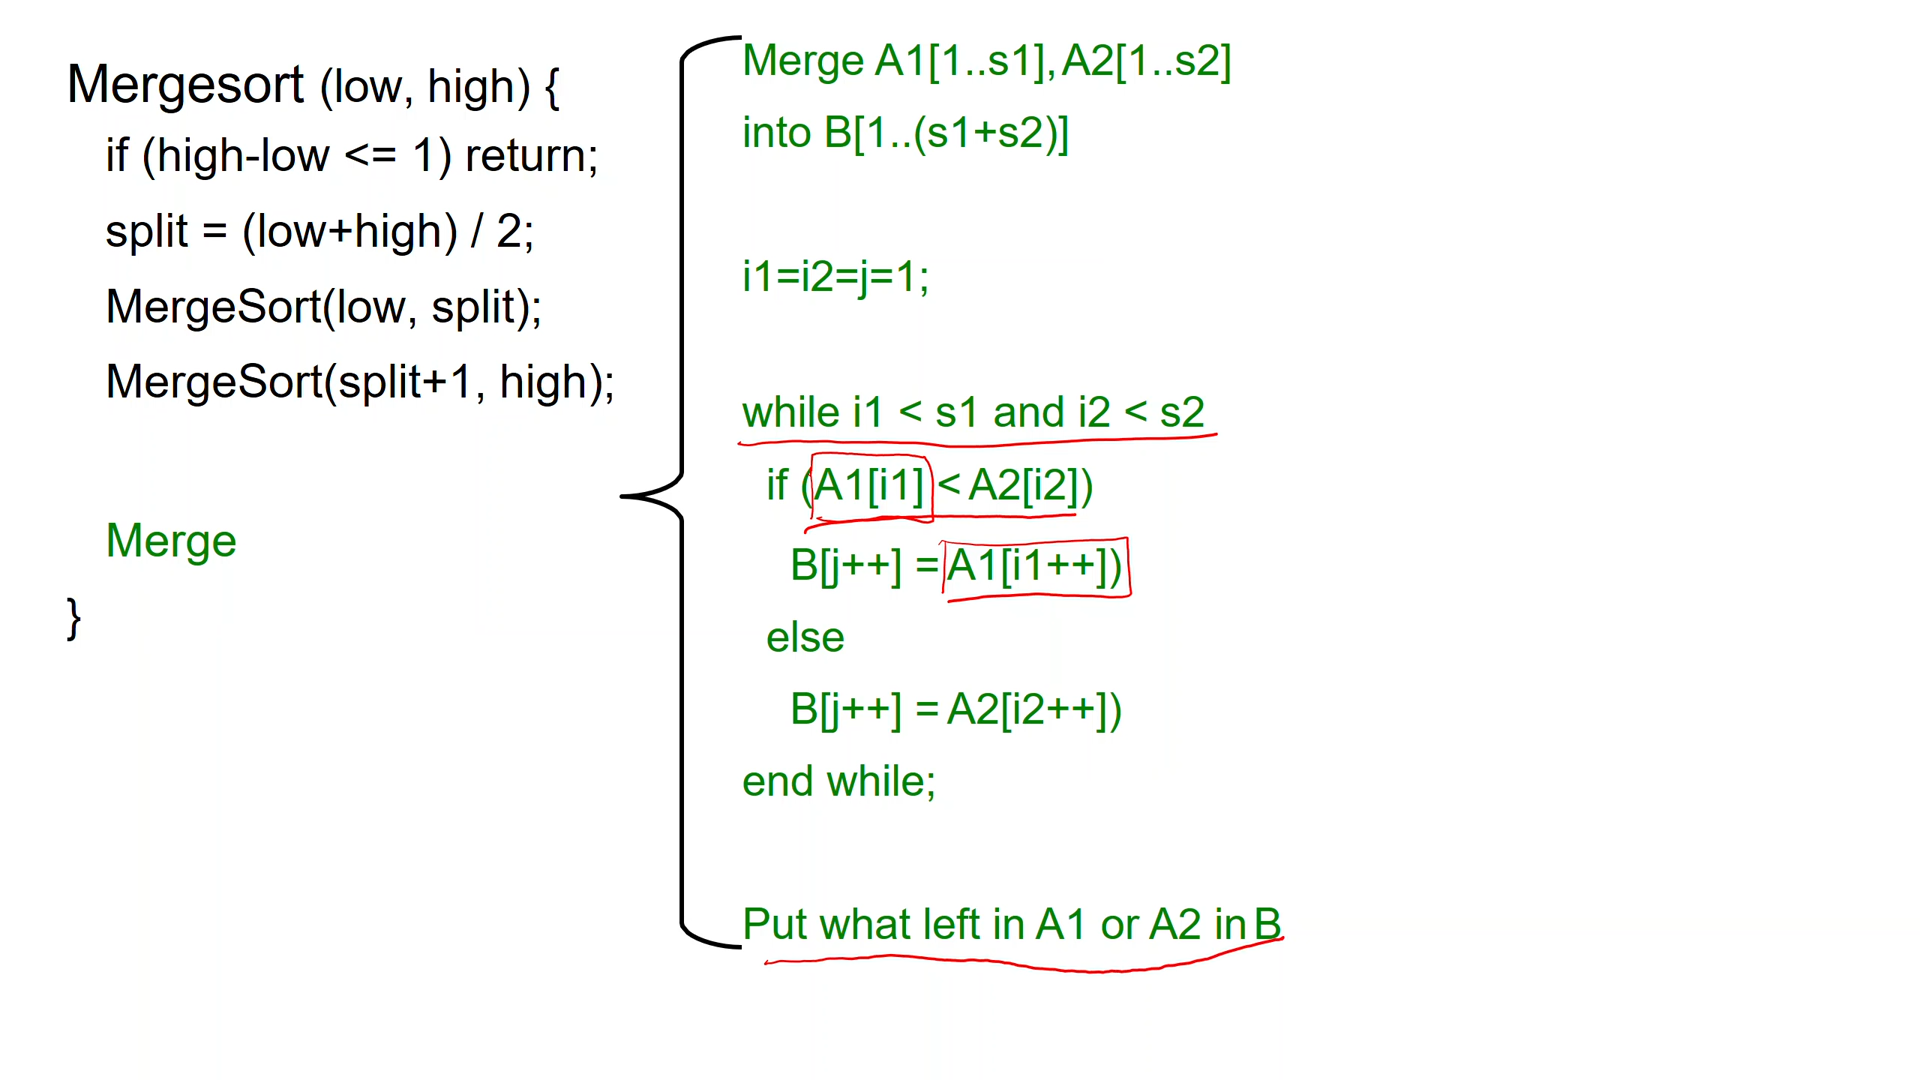 Mergesort (low, high) {
if (high-low <= 1) return;
split = (low+high) / 2;
MergeSort(low, split);
MergeSort(split+1, high);
Merge
}
Merge A1[1..s1], A2[1..s2]
into B[1..(s1+s2)]
i1=i2=j=1;
while i1 < s1 and i2 < s2
if (A1[i1] < A2[i2])
B[j++] = A1[i1++])
else
B[j++] = A2[i2++])
end while;
Put what left in A1 or A2 in B